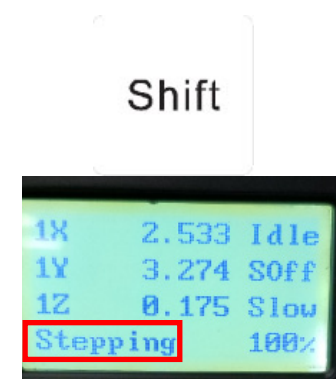 Shift
1X 2.533 Idle
1Y 3.274 SOff
1Z 0.175 Slow
Stepping 100%